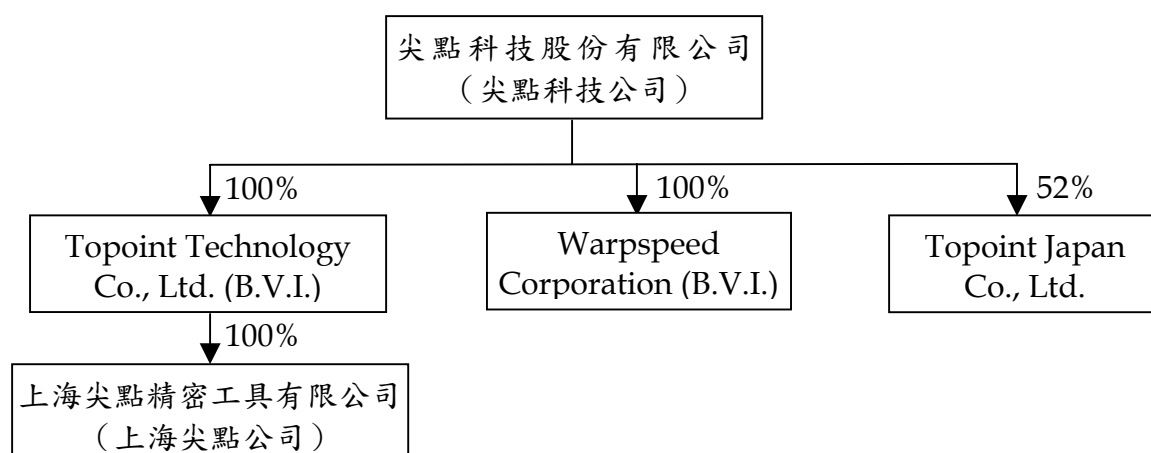 尖點科技股份有限公司
（尖點科技公司）
100%
100%
52%
Topoint Technology
Co., Ltd. (B.V.I.)
Warpspeed
Corporation (B.V.I.)
Topoint Japan
Co., Ltd.
100%
上海尖點精密工具有限公司
（上海尖點公司）